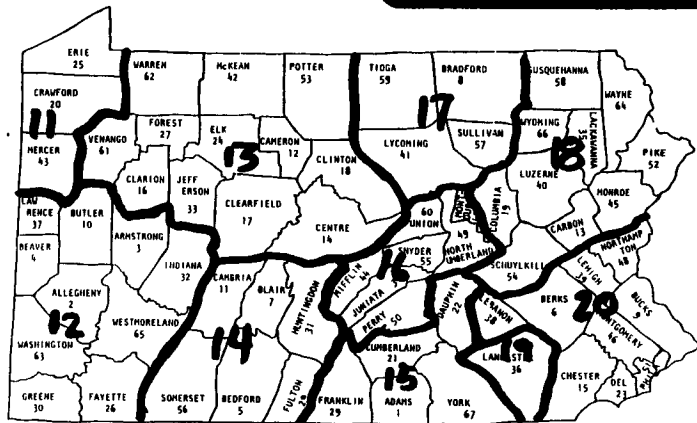 ERIE
25
CRAWFORD
20
11
MERCER
43
WARREN
62
McKEAN
42
POTTER
53
VENANGO
61
FOREST
27
ELK
24
13
CAMERON
12
CLINTON
18
CLARION
16
JEFF
ERSON
33
CLEARFIELD
17
CENTRE
14
TIOGA
59
BRADFORD
8
17
LYCOMING
41
SULLIVAN
57
SUSQUEHANNA
58
WAYNE
64
WYOMING
66
LACKAWANNA
35
18
LUZERNE
40
PIKE
52
MONROE
45
CARBON
13
COLUMBIA
19
60
UNION
49
NORTH
UMBERLAND
SNYDER
55
16
MIFFLIN
44
JUNIATA
PERRY
50
SCHUYLKILL
54
LAW
RENCE
37
BUTLER
10
BEAVER
4
ARMSTRONG
3
INDIANA
32
ALLEGHENY
2
12
WESTMORELAND
65
WASHINGTON
63
GREENE
30
FAYETTE
26
CAMBRIA
11
BLAIR
7
HUNTINGDON
31
14
SOMERSET
56
BEDFORD
5
FULTON
29
FRANKLIN
29
CUMBERLAND
21
15
ADAMS
1
YORK
67
DAUPHIN
22
LEBANON
38
19
LANCASTER
36
BERKS
6
LEHIGH
39
NORTHAMP
TON
48
20
BUCKS
9
MONTGOMERY
46
CHESTER
15
DEL
23